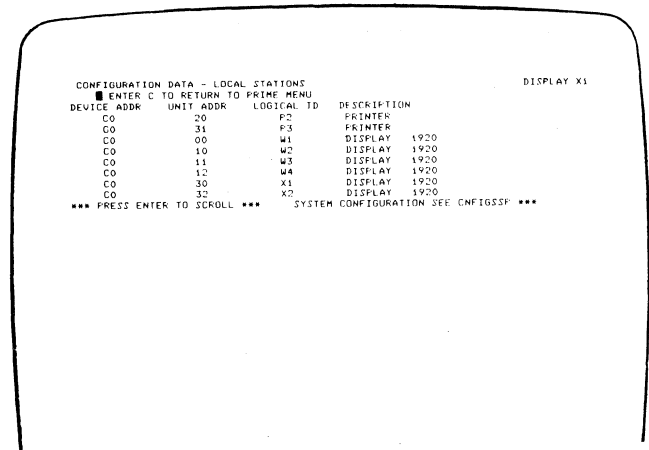 CONFIGURATION DATA - LOCAL STATIONS DISPLAY X1
ENTER C TO RETURN TO PRIME MENU
DEVICE ADDR UNIT ADDR LOGICAL ID DESCRIPTION
C0 20 P2 PRINTER
C0 31 P3 PRINTER
C0 00 W1 DISPLAY 1920
C0 10 W2 DISPLAY 1920
C0 11 W3 DISPLAY 1920
C0 12 W4 DISPLAY 1920
C0 30 X1 DISPLAY 1920
C0 32 X2 DISPLAY 1920
*** PRESS ENTER TO SCROLL *** SYSTEM CONFIGURATION SEE CNFIGSSP ***